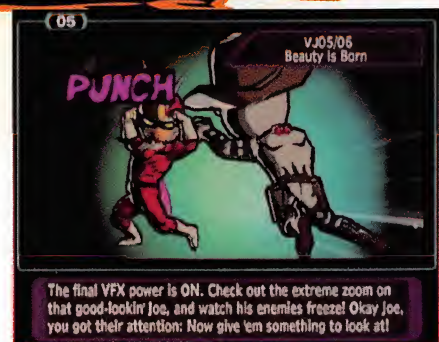 05
VJ05/06
Beauty Is Born
PUNCH
The final VFX power is ON. Check out the extreme zoom on
that good-lookin' Joe, and watch his enemies freeze! Okay Joe,
you got their attention: Now give 'em something to look at!